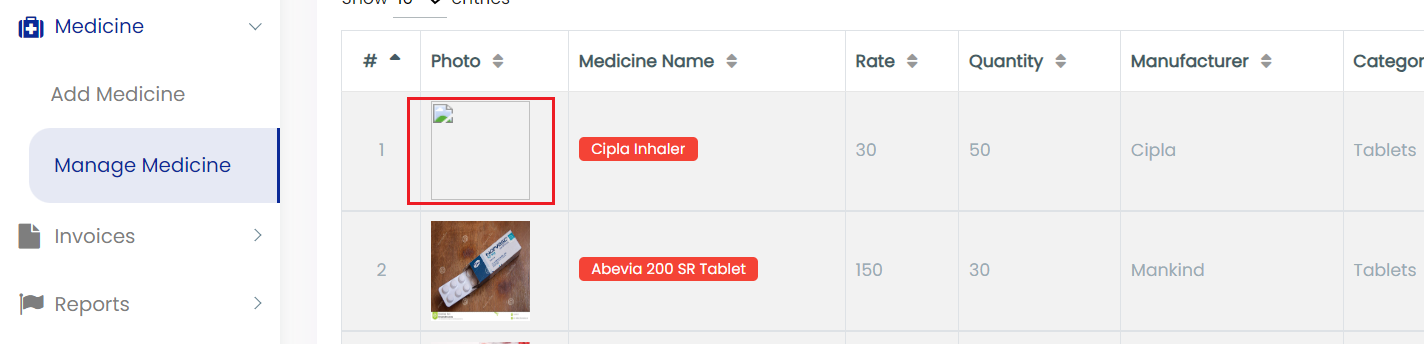 Medicine
Add Medicine
Manage Medicine
Invoices
Reports
Show 10 entries
# Photo Medicine Name Rate Quantity Manufacturer Categor
1 Cipla Inhaler 30 50 Cipla Tablets
2 Abevia 200 SR Tablet 150 30 Mankind Tablets